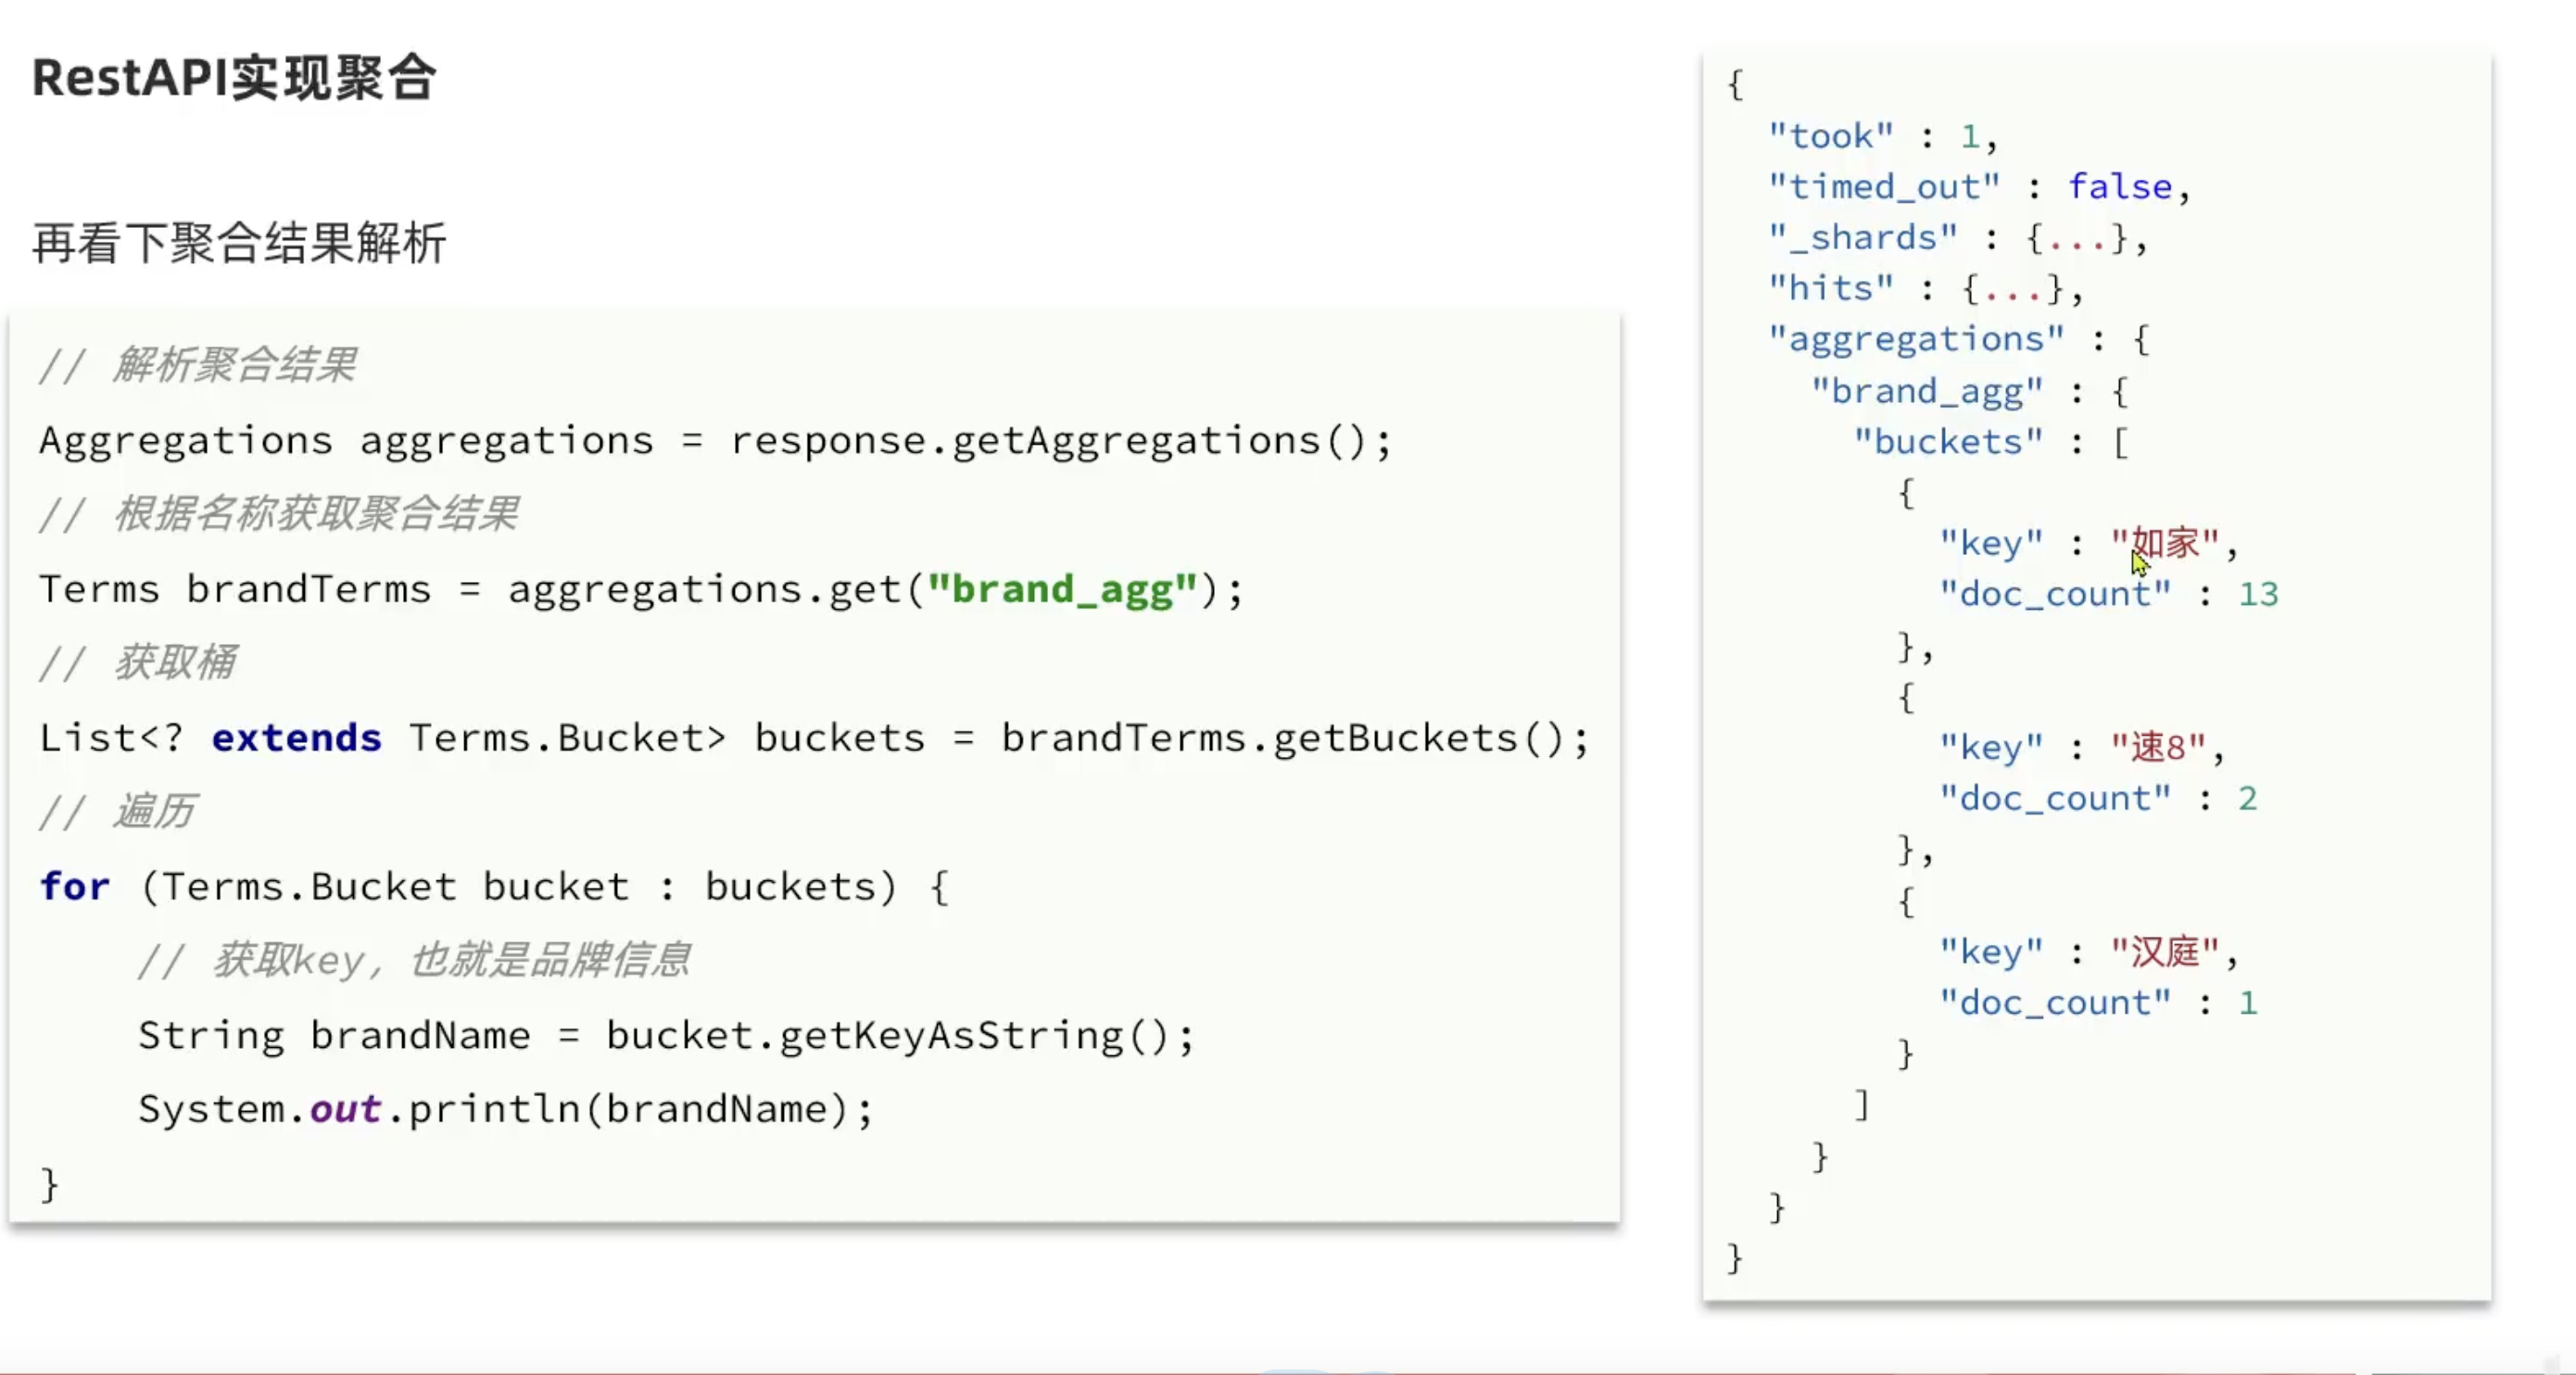 RestAPI实现聚合
再看下聚合结果解析
// 解析聚合结果
Aggregations aggregations = response.getAggregations();
// 根据名称获取聚合结果
Terms brandTerms = aggregations.get("brand_agg");
// 获取桶
List<? extends Terms.Bucket> buckets = brandTerms.getBuckets();
// 遍历
for (Terms.Bucket bucket : buckets) {
// 获取key，也就是品牌信息
String brandName = bucket.getKeyAsString();
System.out.println(brandName);
}
{
"took" : 1,
"timed_out" : false,
"_shards" : {...},
"hits" : {...},
"aggregations" : {
"brand_agg" : {
"buckets" : [
{
"key" : "如家",
"doc_count" : 13
},
{
"key" : "速8",
"doc_count" : 2
},
{
"key" : "汉庭",
"doc_count" : 1
}
]
}
}
}